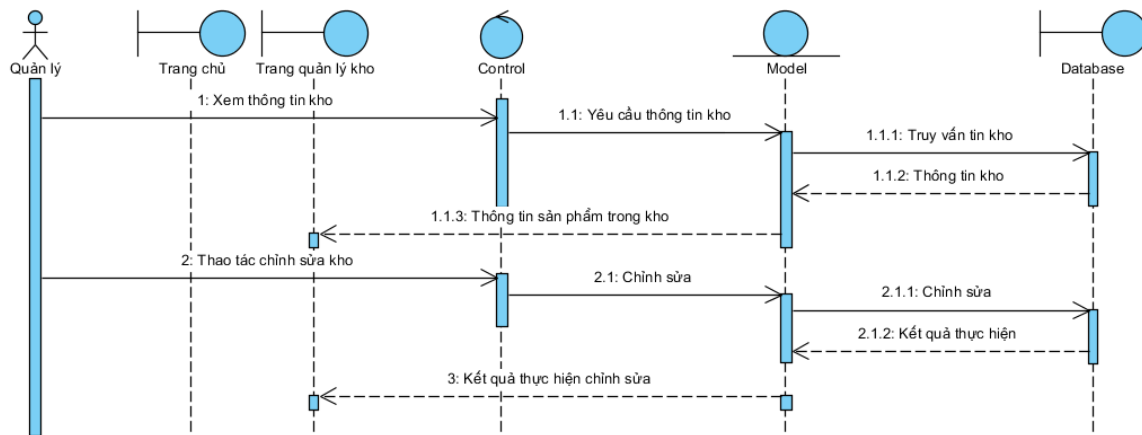 Quản lý
Trang chủ
Trang quản lý kho
Control
Model
Database
1: Xem thông tin kho
1.1: Yêu cầu thông tin kho
1.1.1: Truy vấn tin kho
1.1.2: Thông tin kho
1.1.3: Thông tin sản phẩm trong kho
2: Thao tác chỉnh sửa kho
2.1: Chỉnh sửa
2.1.1: Chỉnh sửa
2.1.2: Kết quả thực hiện
3: Kết quả thực hiện chỉnh sửa